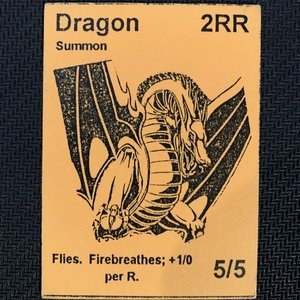 Dragon 2RR
Summon
Flies. Firebreathes; +1/0
per R.
5/5